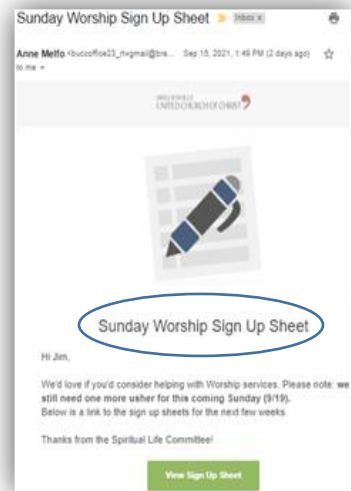 Sunday Worship Sign Up Sheet
Inbox x
Anne Melfo
Sep 15, 2021, 1:49 PM (2 days ago)
to me
UNITED CHURCH OF CHRIST
Sunday Worship Sign Up Sheet
Hi Jim,
We'd love if you'd consider helping with Worship services. Please note: we
still need one more usher for this coming Sunday (9/19).
Below is a link to the sign up sheets for the next few weeks.
Thanks from the Spiritual Life Committee!
View Sign Up Sheet